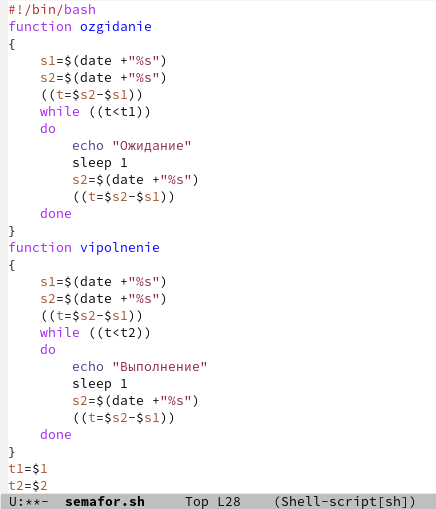 #!/bin/bash
function ozgidanie
{
    s1=$(date +"%s")
    s2=$(date +"%s")
    ((t=$s2-$s1))
    while ((t<t1))
    do
        echo "Ожидание"
        sleep 1
        s2=$(date +"%s")
        ((t=$s2-$s1))
    done
}
function vipolnenie
{
    s1=$(date +"%s")
    s2=$(date +"%s")
    ((t=$s2-$s1))
    while ((t<t2))
    do
        echo "Выполнение"
        sleep 1
        s2=$(date +"%s")
        ((t=$s2-$s1))
    done
}
t1=$1
t2=$2
U:**-  semafor.sh     Top L28    (Shell-script[sh])